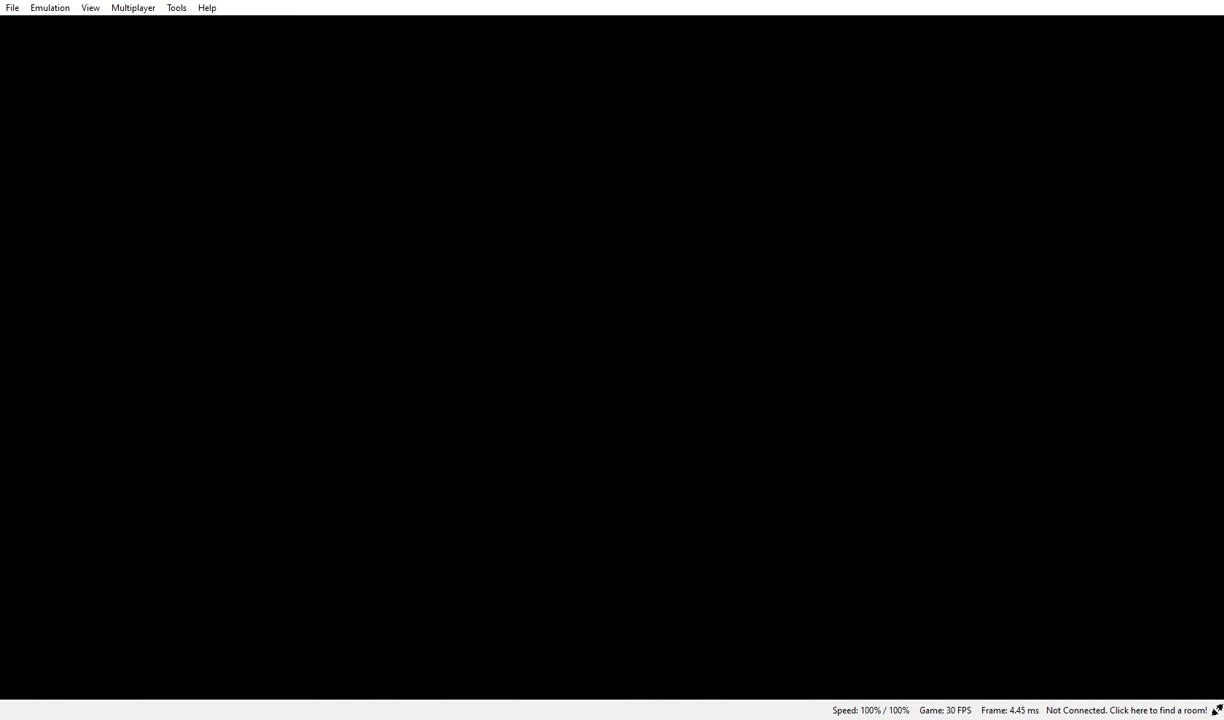 File Emulation View Multiplayer Tools Help
Speed: 100% / 100% Game: 30 FPS Frame: 4.45 ms Not Connected. Click here to find a room!